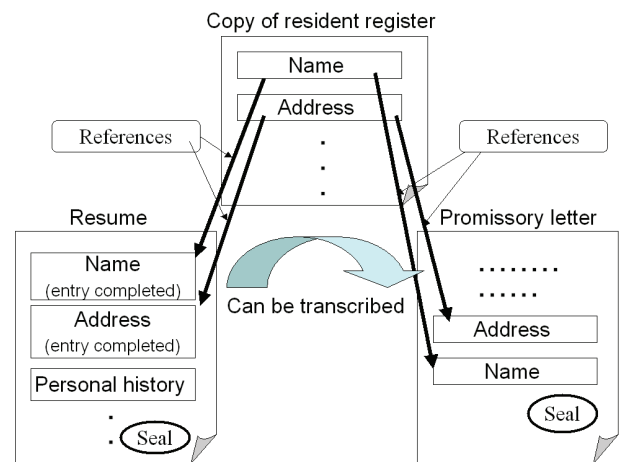 Copy of resident register
Name
Address
.
.
.
References
References
Resume
Name
(entry completed)
Address
(entry completed)
Personal history
.
.
Seal
Can be transcribed
Promissory letter
........
......
Address
Name
Seal